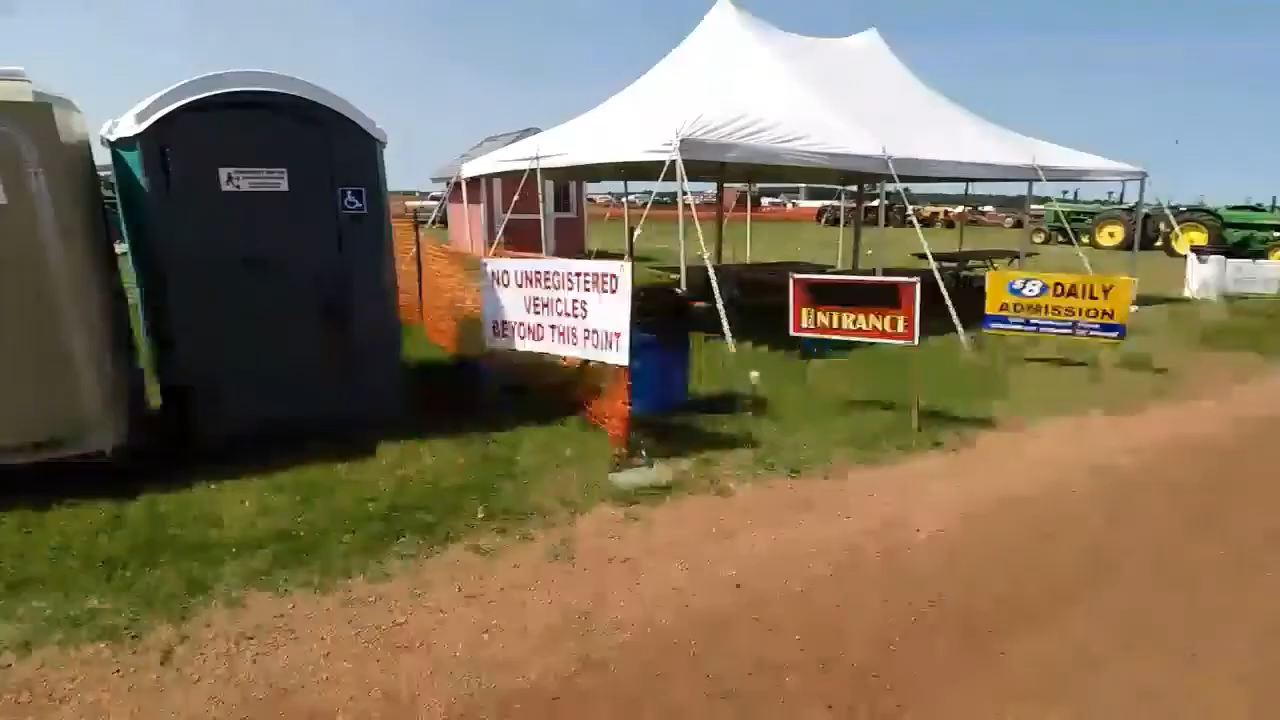 NO UNREGISTERED
VEHICLES
BEYOND THIS POINT
ENTRANCE
$8 DAILY
ADMISSION